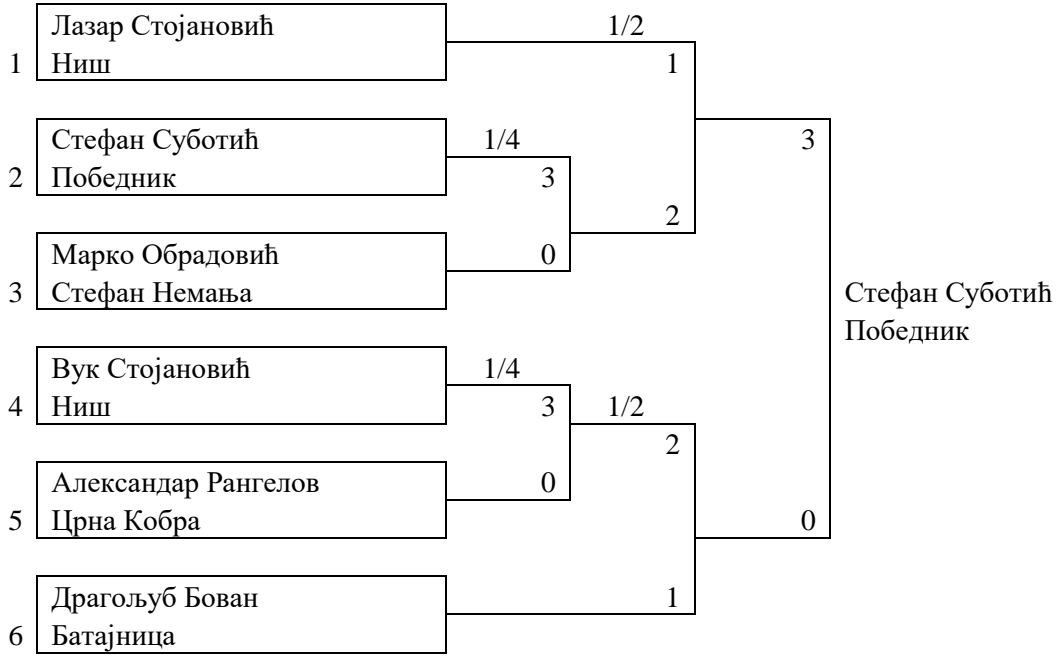 Лазар Стојановић
1/2
1 Ниш
1
Стефан Суботић
1/4
3
2 Победник
3
2
Марко Обрадовић
0
3 Стефан Немања
Стефан Суботић
Победник
Вук Стојановић
1/4
4 Ниш
3
1/2
2
Александар Рангелов
0
5 Црна Кобра
0
Драгољуб Бован
1
6 Батајница